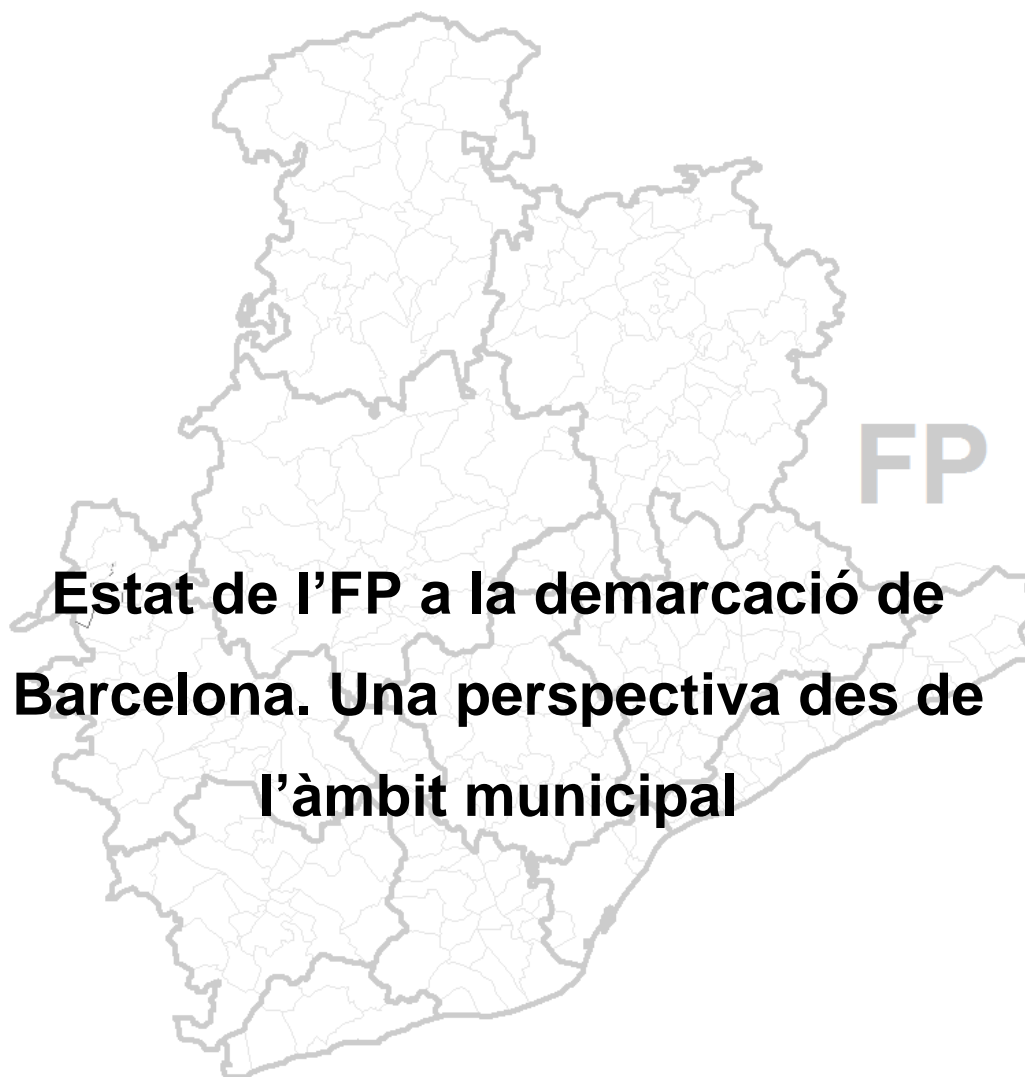 FP
Estat de l’FP a la demarcació de
Barcelona. Una perspectiva des de
l’àmbit municipal